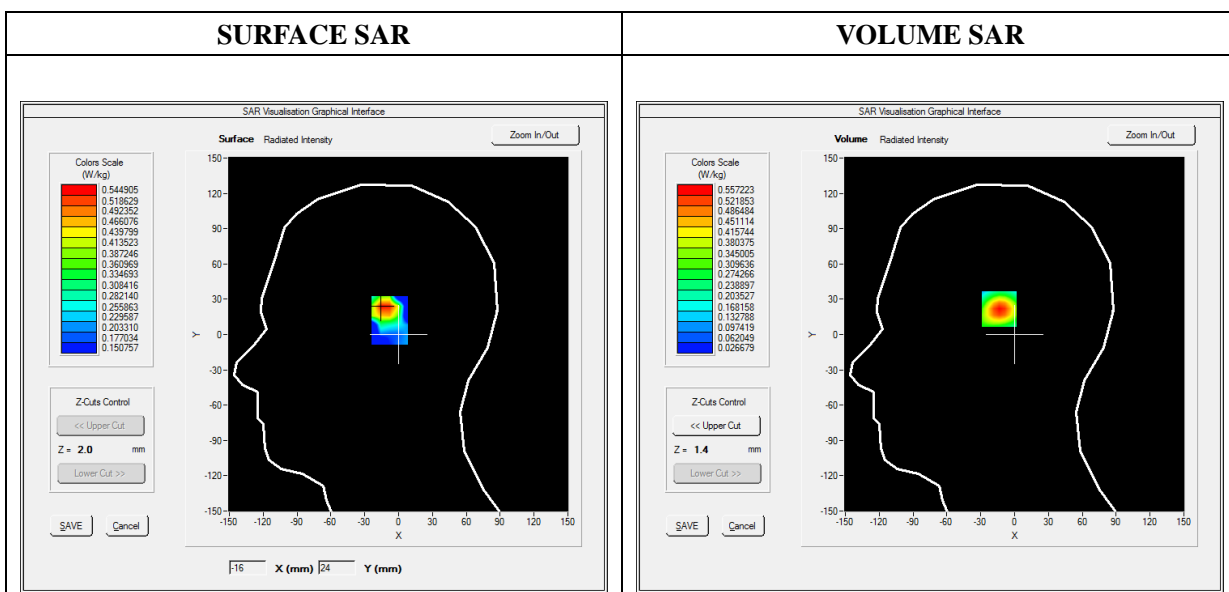 SURFACE SAR
VOLUME SAR
SAR Visualisation Graphical Interface
Surface Radiated Intensity
Zoom In/Out
Colors Scale
(W/kg)
0.544905
0.518629
0.492352
0.466076
0.439799
0.413523
0.387246
0.360969
0.334693
0.308416
0.282140
0.255863
0.229587
0.203310
0.177034
0.150757
Z-Cuts Control
<< Upper Cut
Z = 2.0 mm
Lower Cut >>
SAVE Cancel
150
120
90
60
30
0
-30
-60
-90
-120
-150
Y
-150 -120 -90 -60 -30 0 30 60 90 120 150
X
-16 X (mm) 24 Y (mm)
SAR Visualisation Graphical Interface
Volume Radiated Intensity
Zoom In/Out
Colors Scale
(W/kg)
0.557223
0.521853
0.486484
0.451114
0.415744
0.380375
0.345005
0.309636
0.274266
0.238897
0.203527
0.168158
0.132788
0.097419
0.062049
0.026679
Z-Cuts Control
<< Upper Cut
Z = 1.4 mm
Lower Cut >>
SAVE Cancel
150
120
90
60
30
0
-30
-60
-90
-120
-150
Y
-150 -120 -90 -60 -30 0 30 60 90 120 150
X